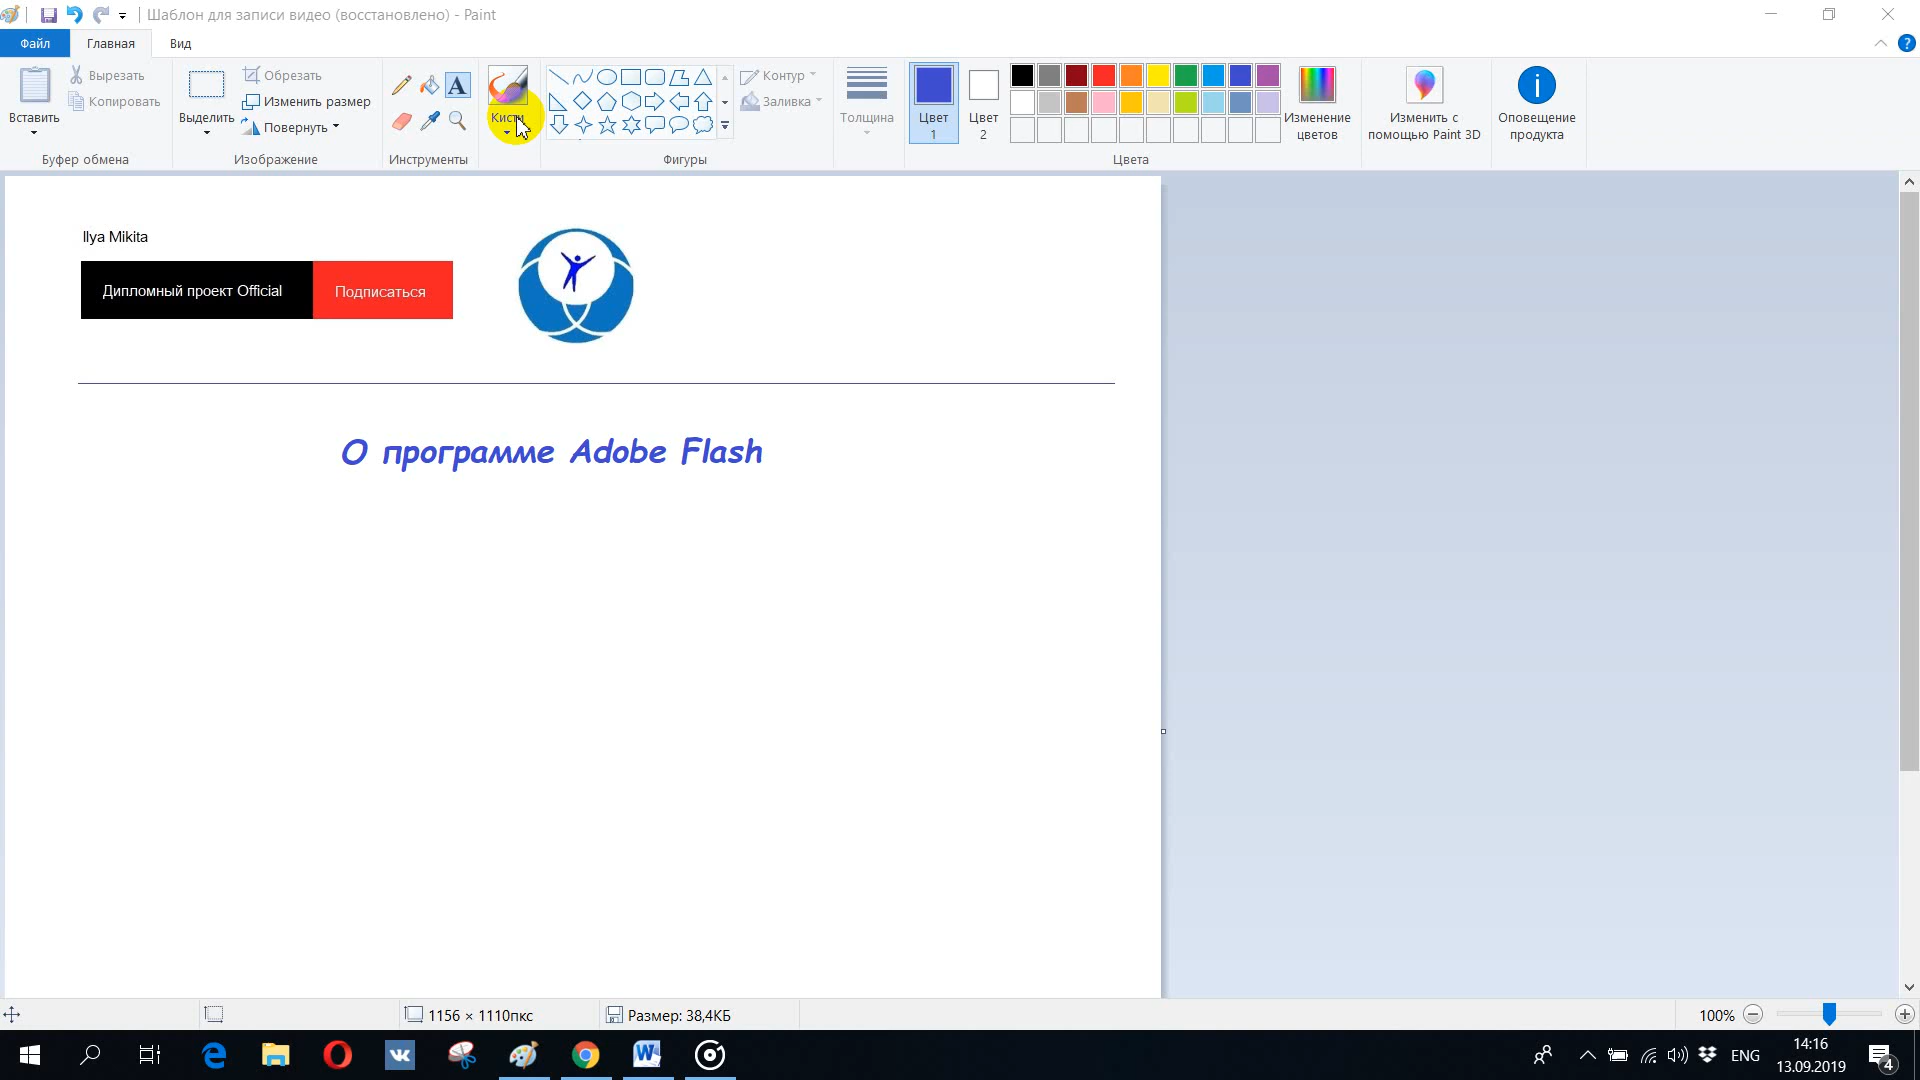 Шаблон для записи видео (восстановлено) - Paint
Файл
Главная
Вид
Вставить
Вырезать
Копировать
Буфер обмена
Выделить
Обрезать
Изменить размер
Повернуть
Изображение
A
Инструменты
Кисти
Контур
Заливка
Фигуры
Толщина
Цвет
1
Цвет
2
Изменение
цветов
Цвета
Изменить с
помощью Paint 3D
Оповещение
продукта
Ilya Mikita
Дипломный проект Official
Подписаться
О программе Adobe Flash
1156 × 1110пкс
Размер: 38,4КБ
100%
ENG
14:16
13.09.2019
4